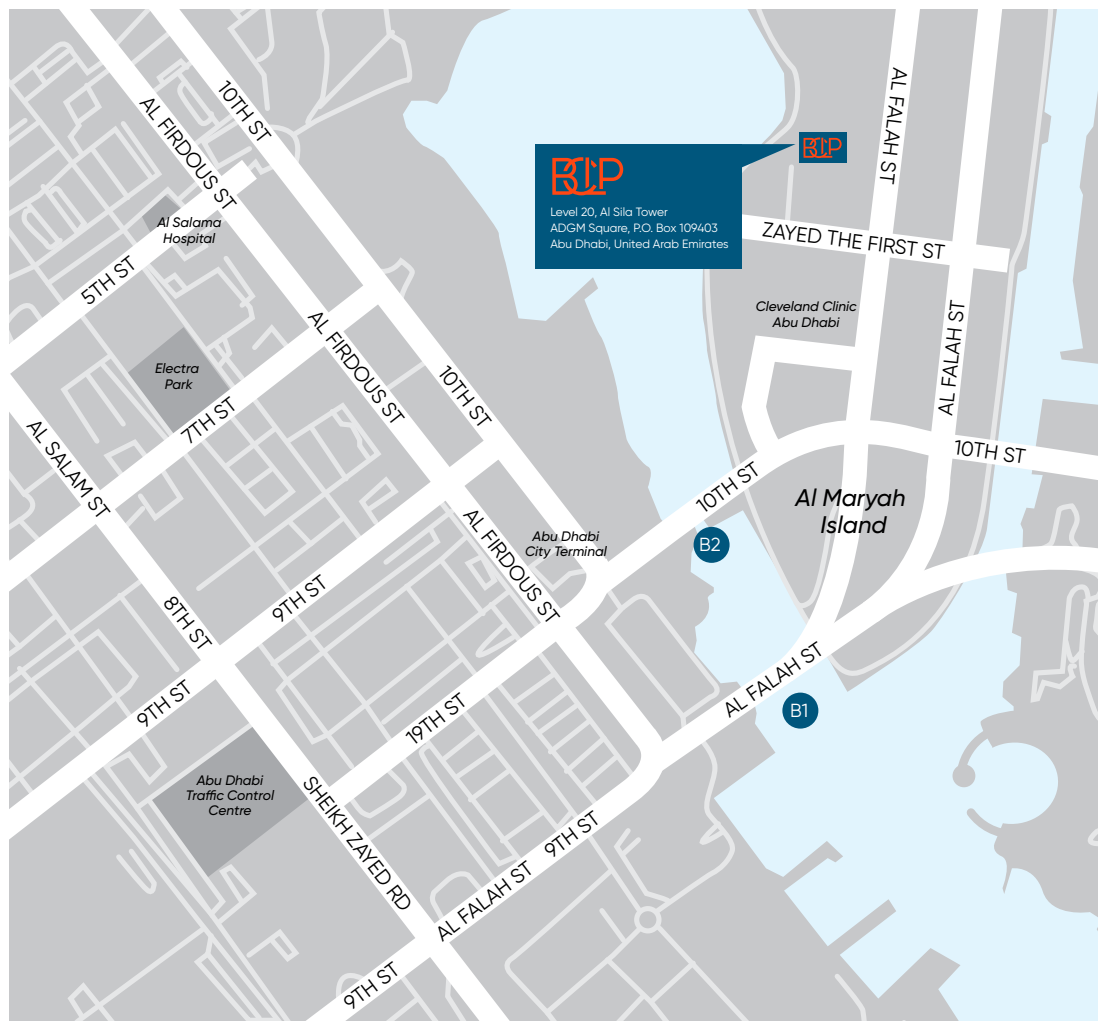 10TH ST
AL FIRDOUS ST
AL FALAH ST
BCLP
BCLP
Level 20, Al Sila Tower
ADGM Square, P.O. Box 109403
Abu Dhabi, United Arab Emirates
Al Salama
Hospital
ZAYED THE FIRST ST
5TH ST
Cleveland Clinic
Abu Dhabi
AL FIRDOUS ST
AL FALAH ST
Electra
Park
10TH ST
7TH ST
AL SALAM ST
10TH ST
10TH ST
Al Maryah
Island
AL FIRDOUS ST
Abu Dhabi
City Terminal
B2
9TH ST
8TH ST
AL FALAH ST
9TH ST
B1
19TH ST
Abu Dhabi
Traffic Control
Centre
SHEIKH ZAYED RD
9TH ST
AL FALAH ST
9TH ST